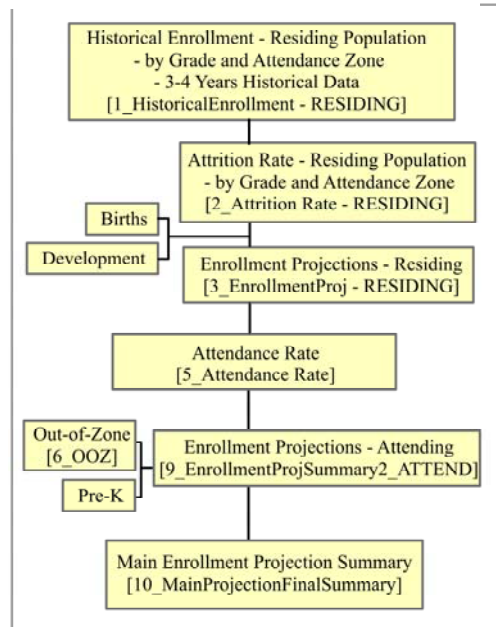 Historical Enrollment - Residing Population
- by Grade and Attendance Zone
- 3-4 Years Historical Data
[1_HistoricalEnrollment - RESIDING]
Attrition Rate - Residing Population
- by Grade and Attendance Zone
[2_Attrition Rate - RESIDING]
Births
Development
Enrollment Projections - Residing
[3_EnrollmentProj - RESIDING]
Attendance Rate
[5_Attendance Rate]
Out-of-Zone
[6_OOZ]
Pre-K
Enrollment Projections - Attending
[9_EnrollmentProjSummary2_ATTEND]
Main Enrollment Projection Summary
[10_MainProjectionFinalSummary]